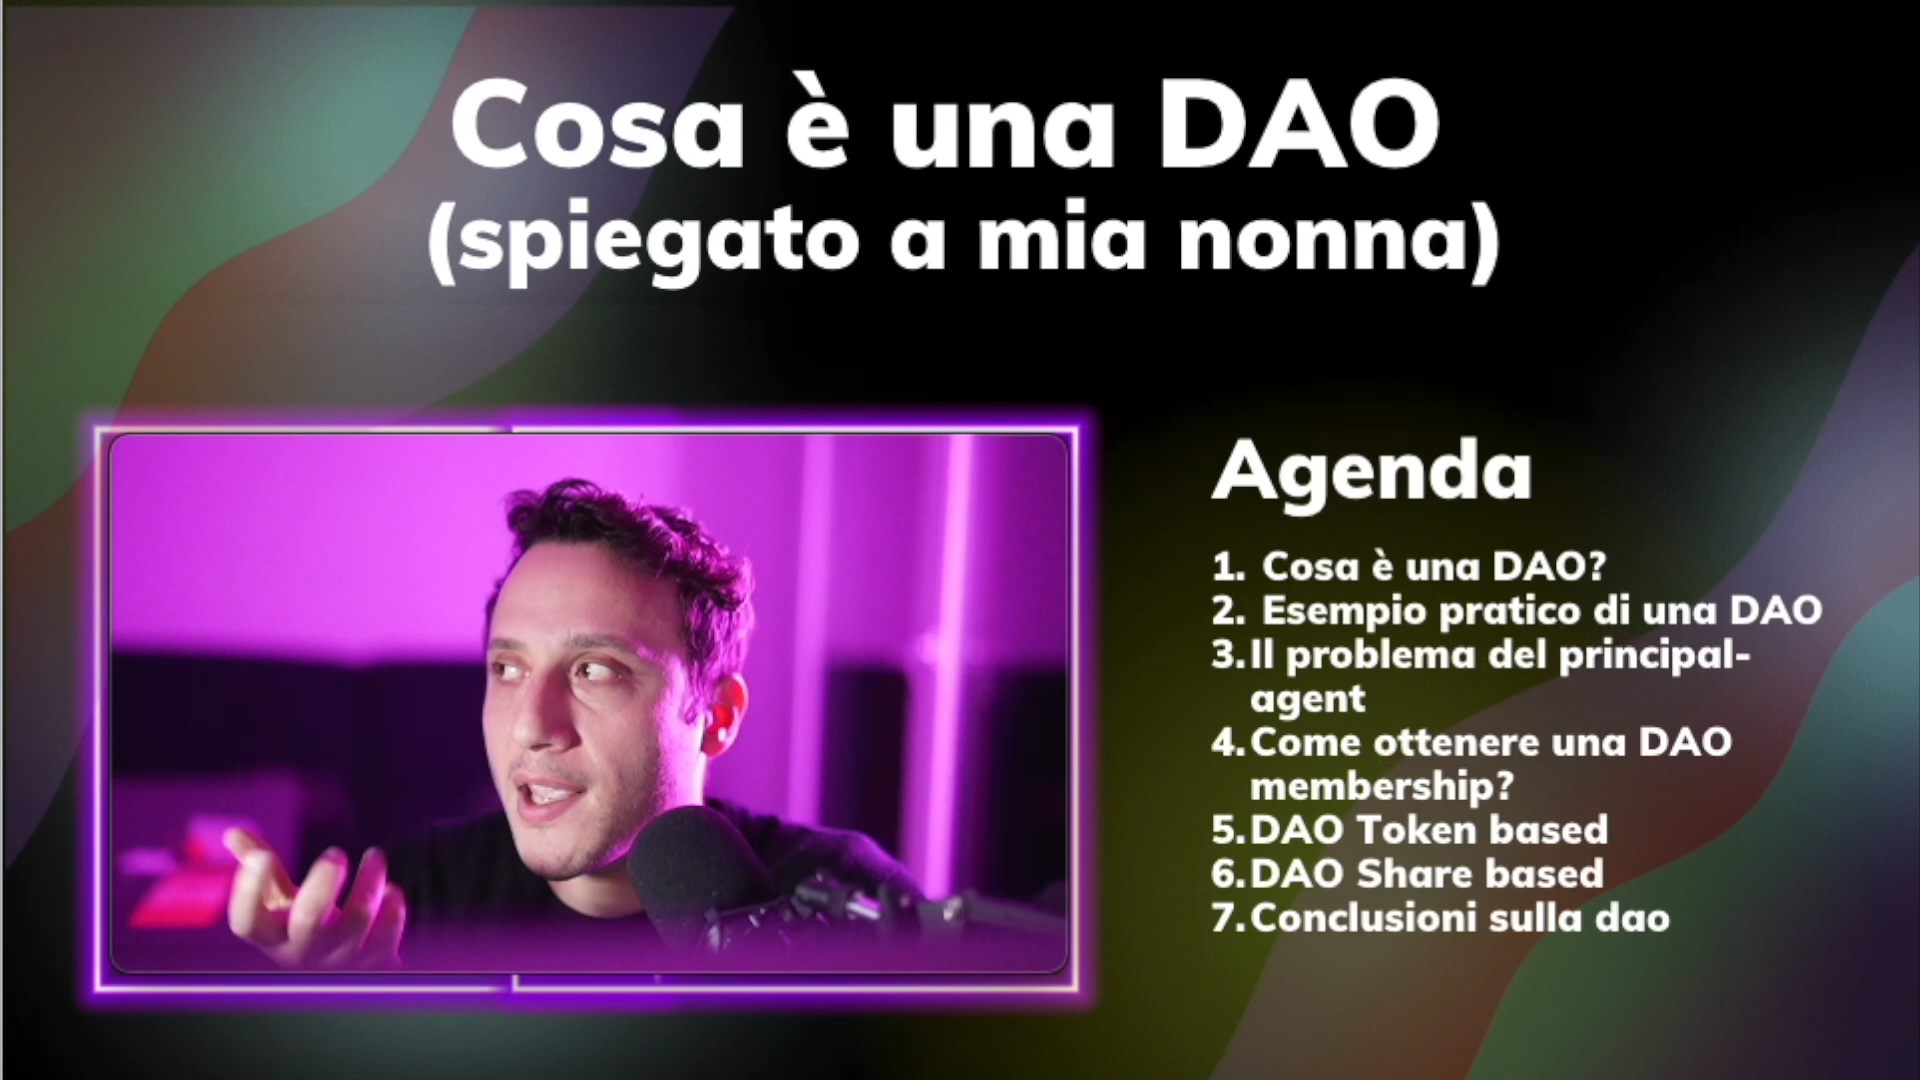 Cosa è una DAO
(spiegato a mia nonna)
Agenda
1. Cosa è una DAO?
2. Esempio pratico di una DAO
3. Il problema del principal-
agent
4. Come ottenere una DAO
membership?
5. DAO Token based
6. DAO Share based
7. Conclusioni sulla dao